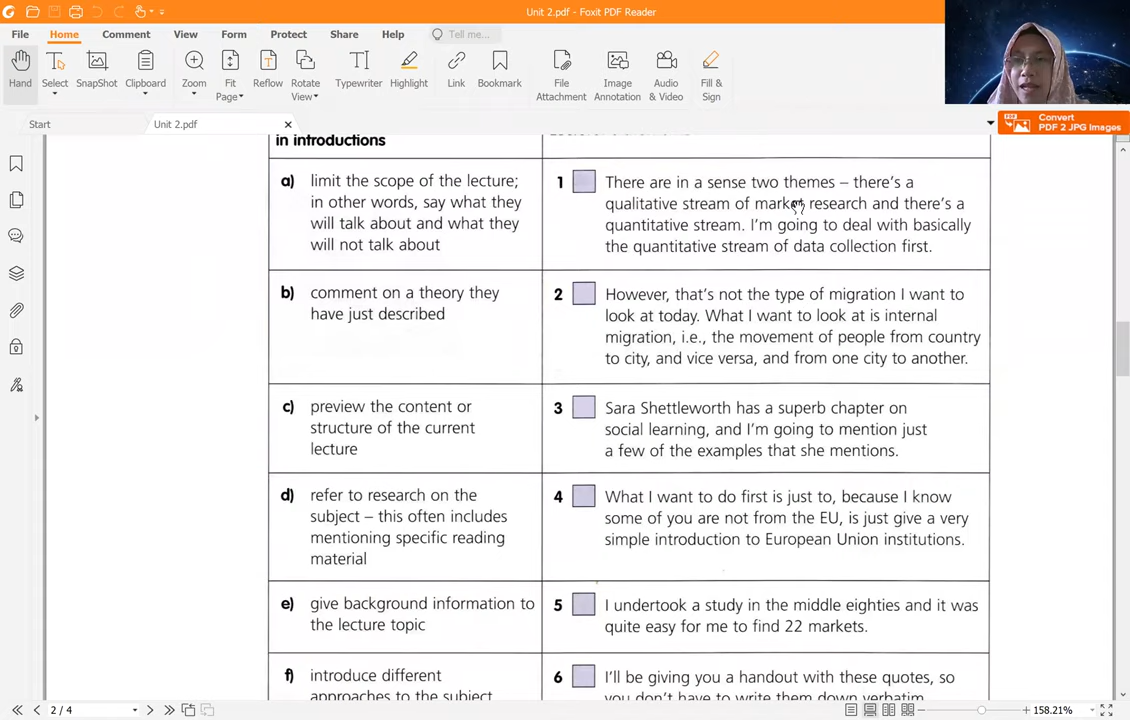 Unit 2.pdf - Foxit PDF Reader
File Home Comment View Form Protect Share Help Tell me...
Hand Select SnapShot Clipboard Zoom Fit Page Reflow Rotate View Typewriter Highlight Link Bookmark File Attachment Image Annotation Audio & Video Fill & Sign
Start Unit 2.pdf
Convert
PDF 2 JPG Images
in introductions
a) limit the scope of the lecture;
in other words, say what they
will talk about and what they
will not talk about
1 There are in a sense two themes – there's a
qualitative stream of market research and there's a
quantitative stream. I'm going to deal with basically
the quantitative stream of data collection first.
b) comment on a theory they
have just described
2 However, that's not the type of migration I want to
look at today. What I want to look at is internal
migration, i.e., the movement of people from country
to city, and vice versa, and from one city to another.
c) preview the content or
structure of the current
lecture
3 Sara Shettleworth has a superb chapter on
social learning, and I'm going to mention just
a few of the examples that she mentions.
d) refer to research on the
subject – this often includes
mentioning specific reading
material
4 What I want to do first is just to, because I know
some of you are not from the EU, is just give a very
simple introduction to European Union institutions.
e) give background information to
the lecture topic
5 I undertook a study in the middle eighties and it was
quite easy for me to find 22 markets.
f) introduce different
approaches to the subject
6 I'll be giving you a handout with these quotes, so
you don't have to write them down verbatim
2 / 4
158.21%